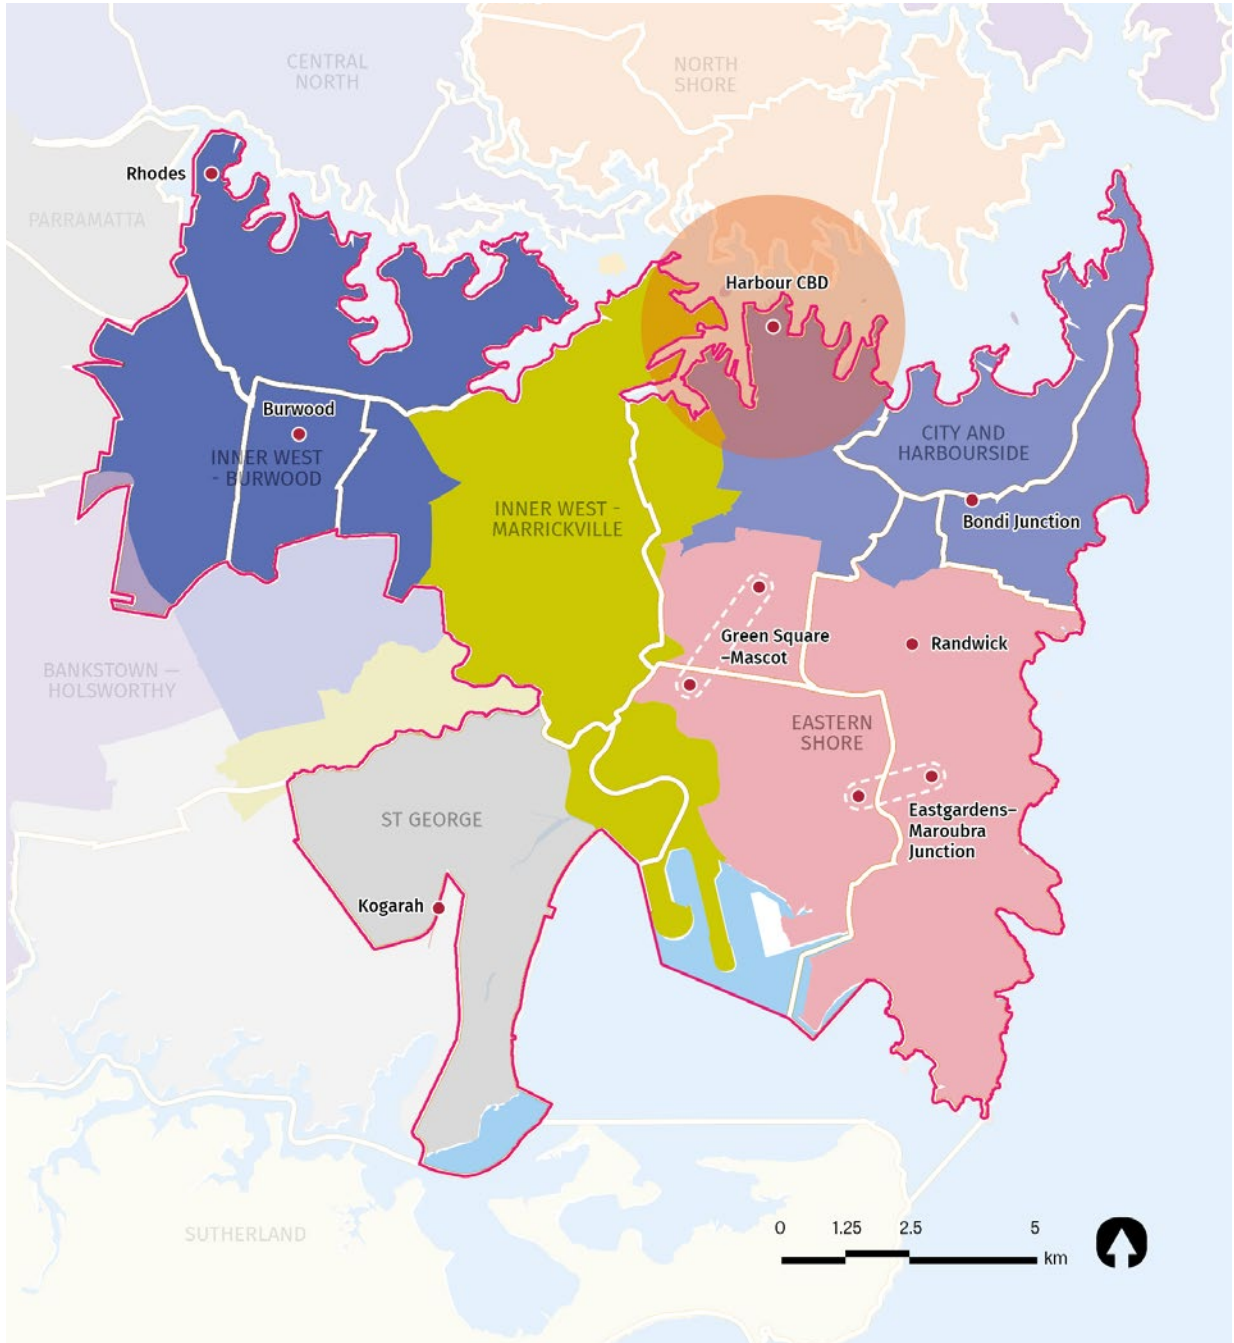 CENTRAL
NORTH
NORTH
SHORE
Rhodes
PARRAMATTA
Harbour CBD
Burwood
INNER WEST
- BURWOOD
CITY AND
HARBOURSIDE
INNER WEST -
MARRICKVILLE
Bondi Junction
Green Square
–Mascot
Randwick
BANKSTOWN —
HOLSWORTHY
EASTERN
SHORE
ST GEORGE
Eastgardens–
Maroubra
Junction
Kogarah
SUTHERLAND
0 1.25 2.5 5
km